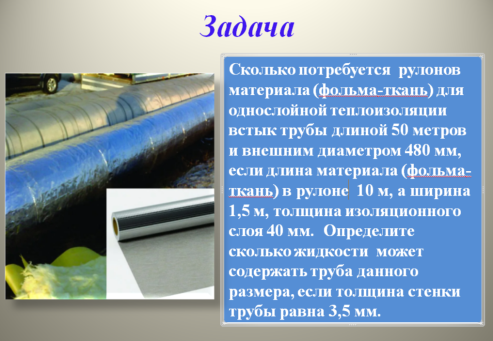 Задача
Сколько потребуется рулонов
материала (фольма-ткань) для
однослойной теплоизоляции
встык трубы длиной 50 метров
и внешним диаметром 480 мм,
если длина материала (фольма-
ткань) в рулоне 10 м, а ширина
1,5 м, толщина изоляционного
слоя 40 мм. Определите
сколько жидкости может
содержать труба данного
размера, если толщина стенки
трубы равна 3,5 мм.